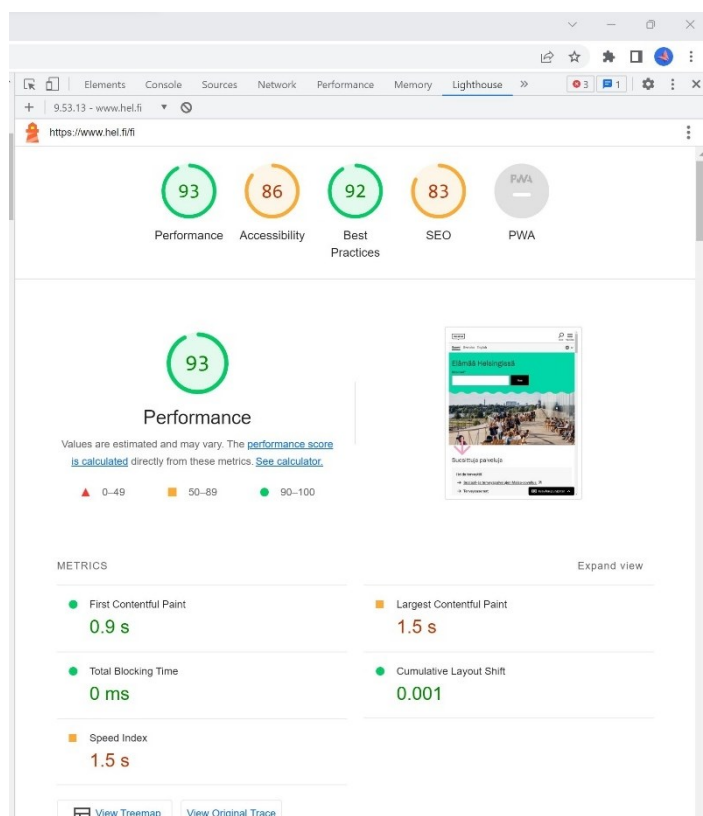 Elements Console Sources Network Performance Memory Lighthouse » 3 1
+ 9.53.13 - www.hel.fi
https://www.hel.fi/fi
93 86 92 83 PWA
Performance Accessibility Best Practices SEO PWA
93
Performance
Values are estimated and may vary. The performance score
is calculated directly from these metrics. See calculator.
0–49 50–89 90–100
Elämää Helsingissä
Suosittuja palveluja
METRICS Expand view
First Contentful Paint
0.9 s
Largest Contentful Paint
1.5 s
Total Blocking Time
0 ms
Cumulative Layout Shift
0.001
Speed Index
1.5 s
View Treemap View Original Trace